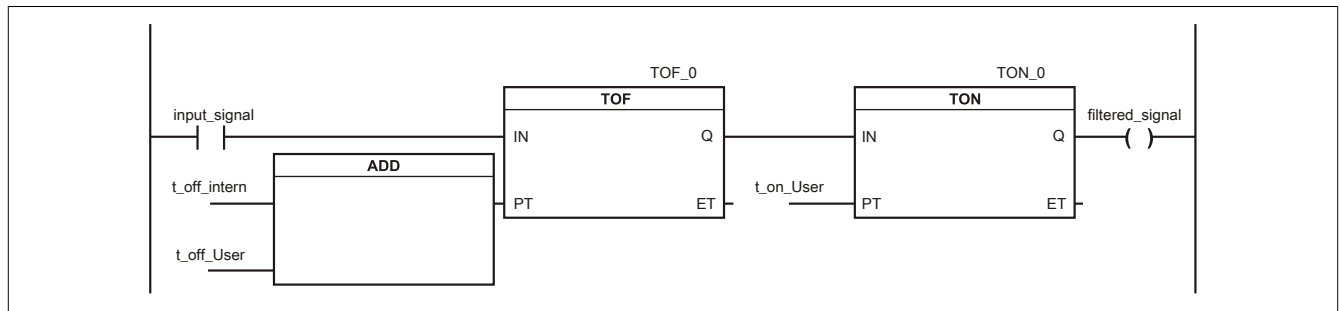 TOF_0
TON_0
TOF
TON
input_signal
filtered_signal
IN
Q
IN
Q
ADD
t_off_intern
PT
ET
t_on_User
PT
ET
t_off_User